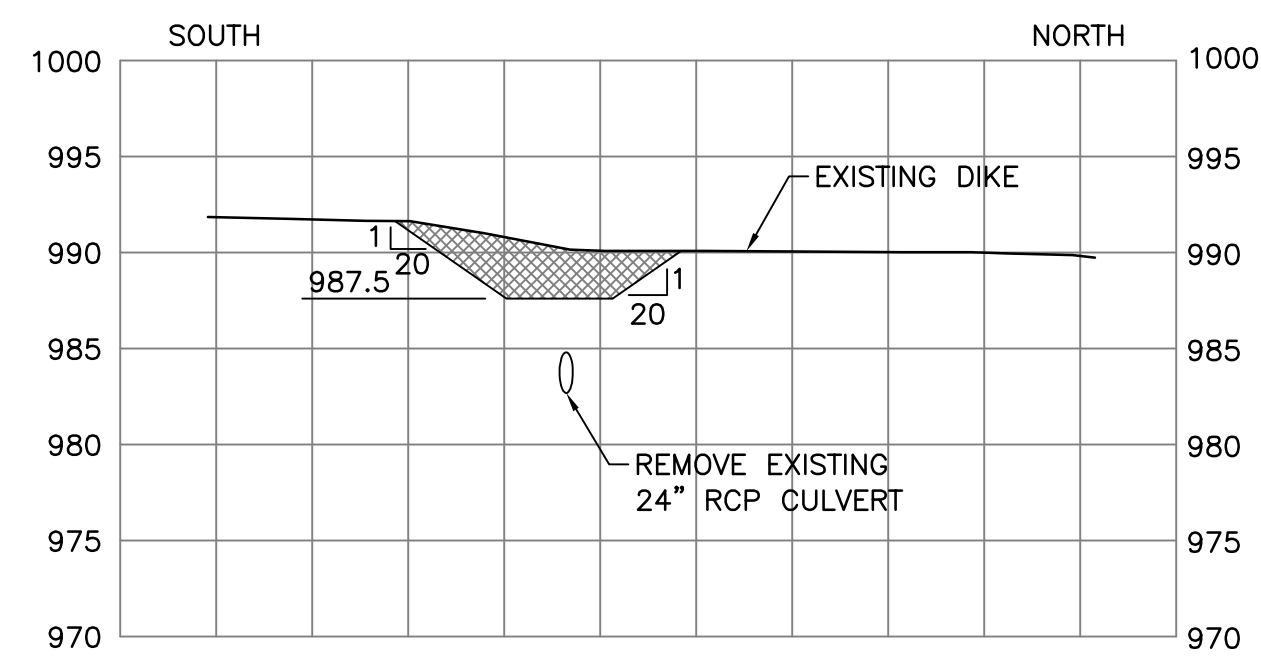 SOUTH NORTH
1000 1000
995 995
EXISTING DIKE
1
990 990
20
987.5 1
20
985 985
980 980
REMOVE EXISTING
24” RCP CULVERT
975 975
970 970